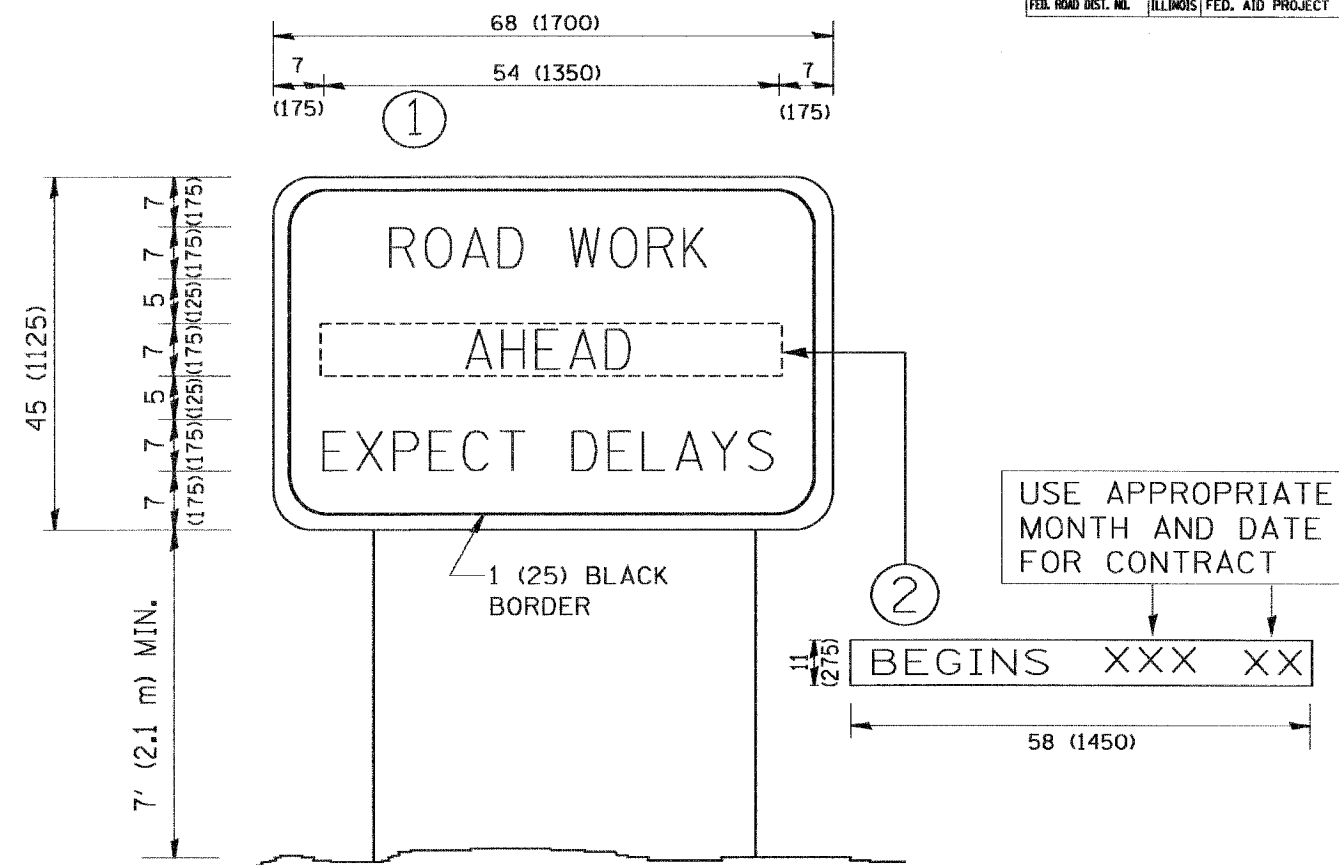 FED. ROAD DIST. NO. ILLINOIS FED. AID PROJECT
68 (1700)
7 54 (1350) 7
(175) (175)
1
45 (1125)
7 (175)
7 (175)
5 (125)
7 (175)
5 (125)
7 (175)
7 (175)
ROAD WORK
AHEAD
EXPECT DELAYS
1 (25) BLACK
BORDER
7' (2.1 m) MIN.
2
USE APPROPRIATE
MONTH AND DATE
FOR CONTRACT
11
(275)
BEGINS XXX XX
58 (1450)